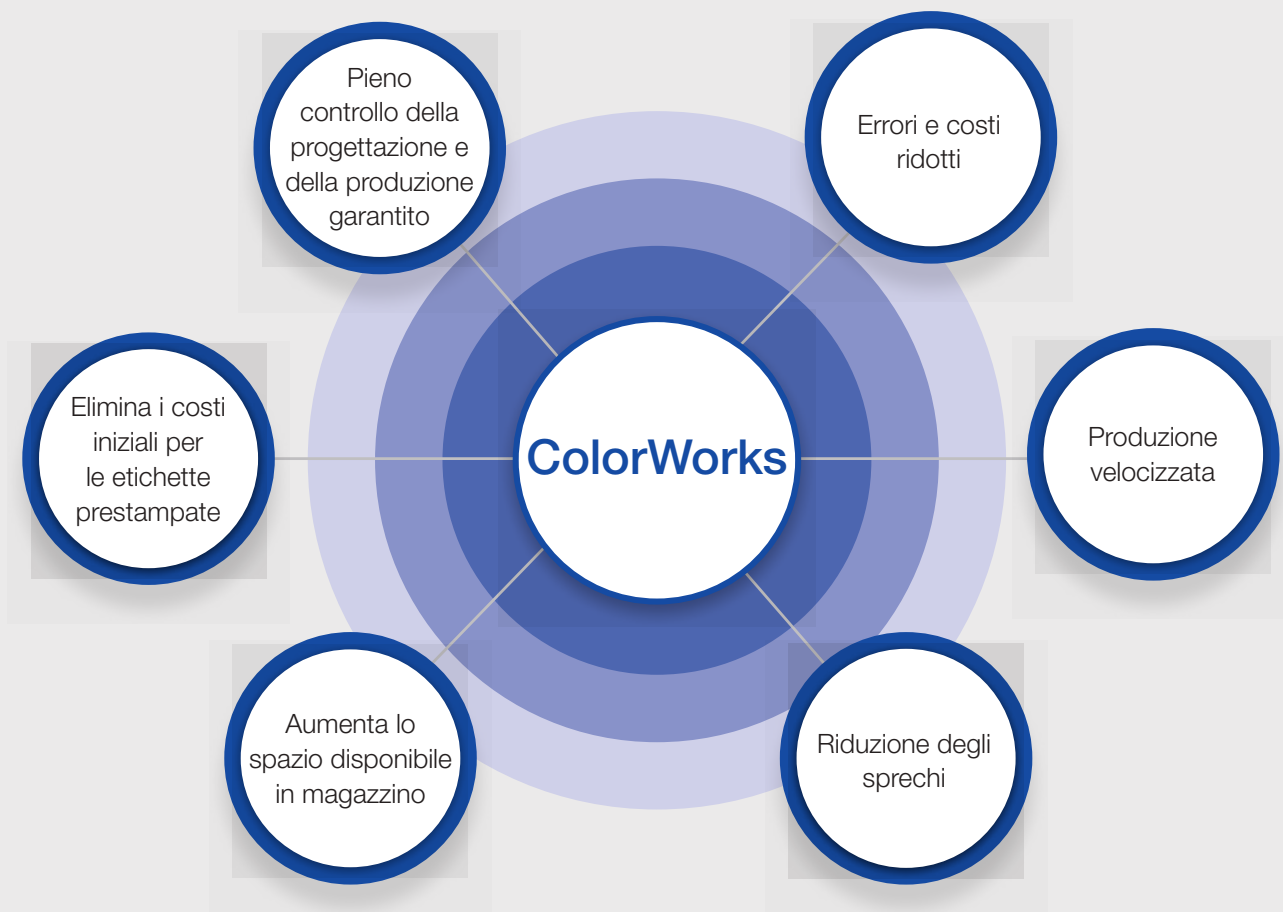 Pieno
controllo della
progettazione e
della produzione
garantito
Errori e costi
ridotti
Elimina i costi
iniziali per
le etichette
prestampate
ColorWorks
Produzione
velocizzata
Aumenta lo
spazio disponibile
in magazzino
Riduzione degli
sprechi